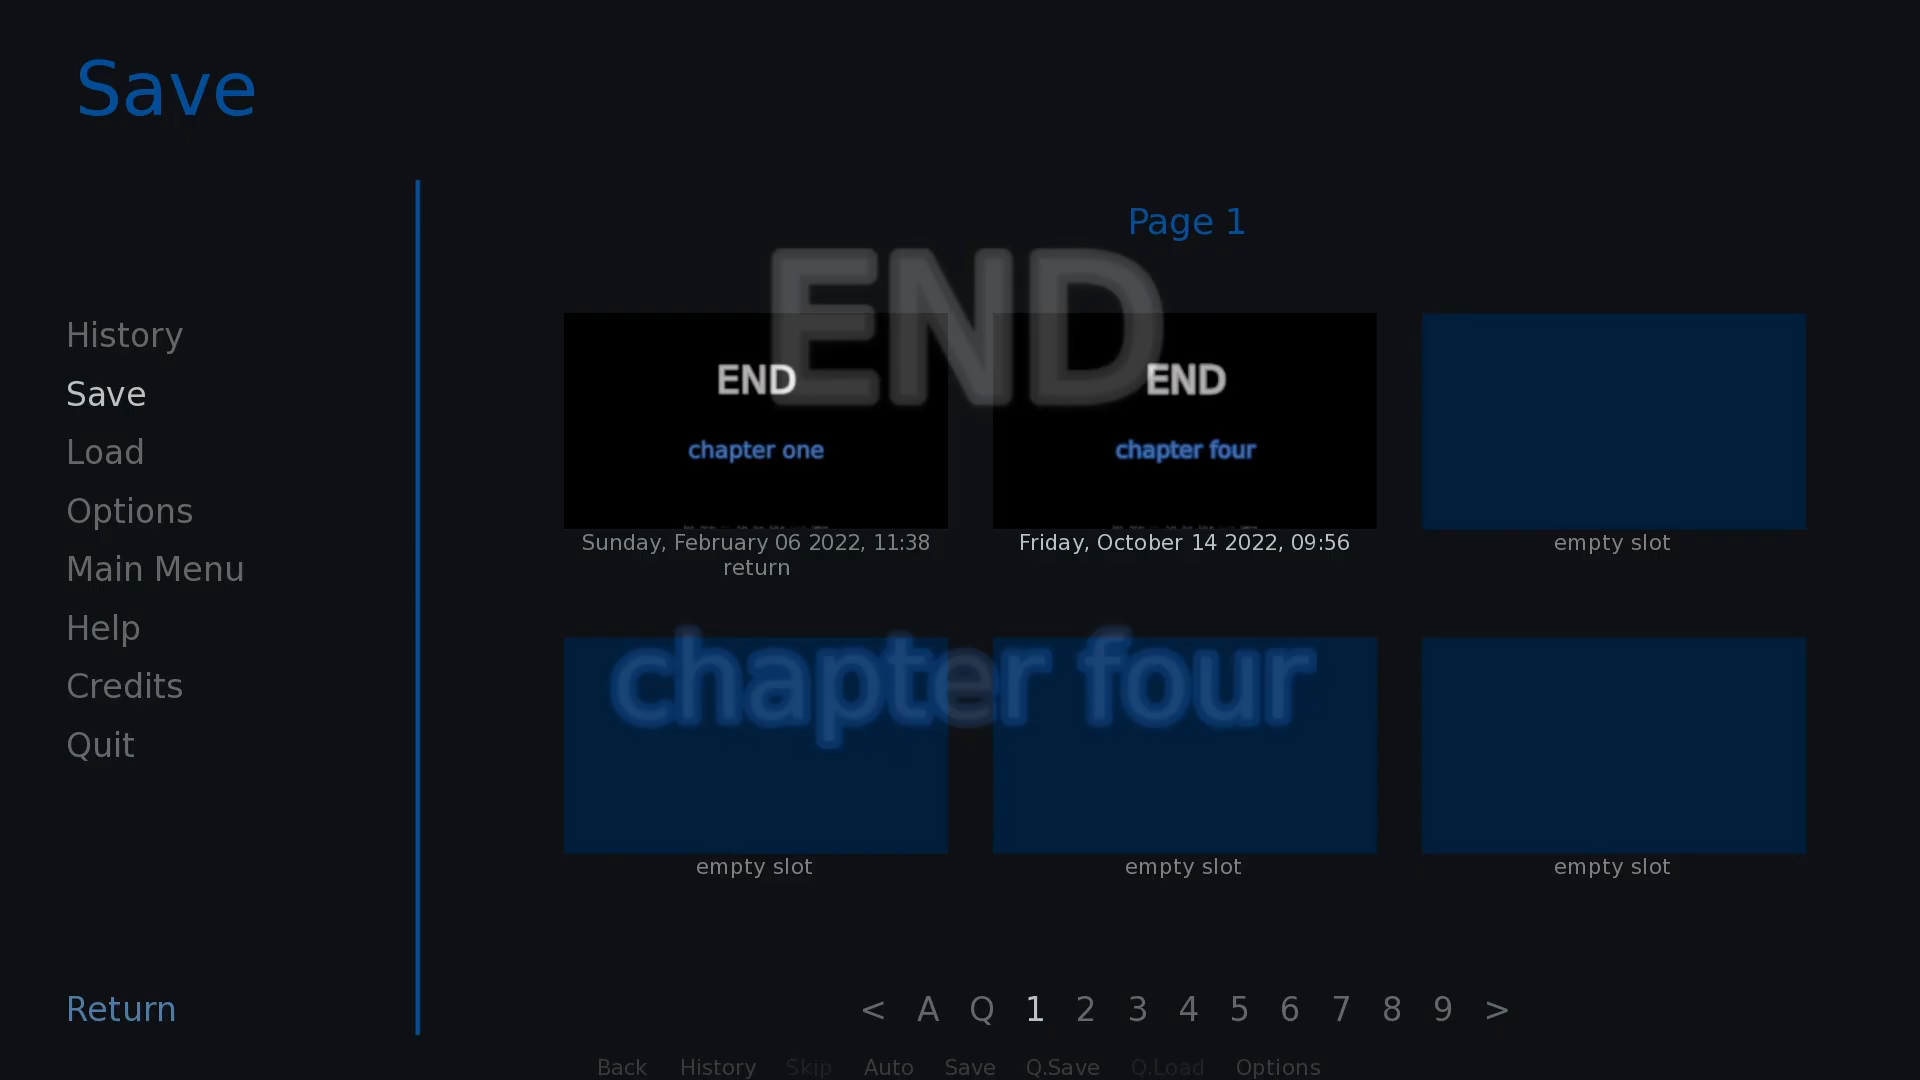 Save
Page 1
END
History
Save
Load
Options
Main Menu
Help
Credits
Quit
END
chapter one
Sunday, February 06 2022, 11:38
return
END
chapter four
Friday, October 14 2022, 09:56
empty slot
chapter four
empty slot
empty slot
empty slot
Return
< A Q 1 2 3 4 5 6 7 8 9 >
Back History Skip Auto Save Q.Save Q.Load Options